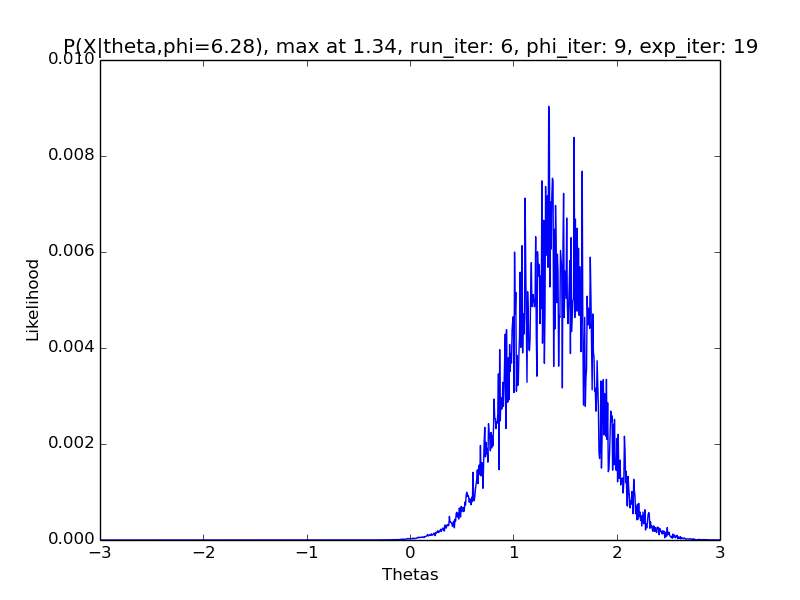 P(X|theta,phi=6.28), max at 1.34, run_iter: 6, phi_iter: 9, exp_iter: 19
0.010
0.008
0.006
0.004
0.002
0.000
Likelihood
−3 −2 −1 0 1 2 3
Thetas